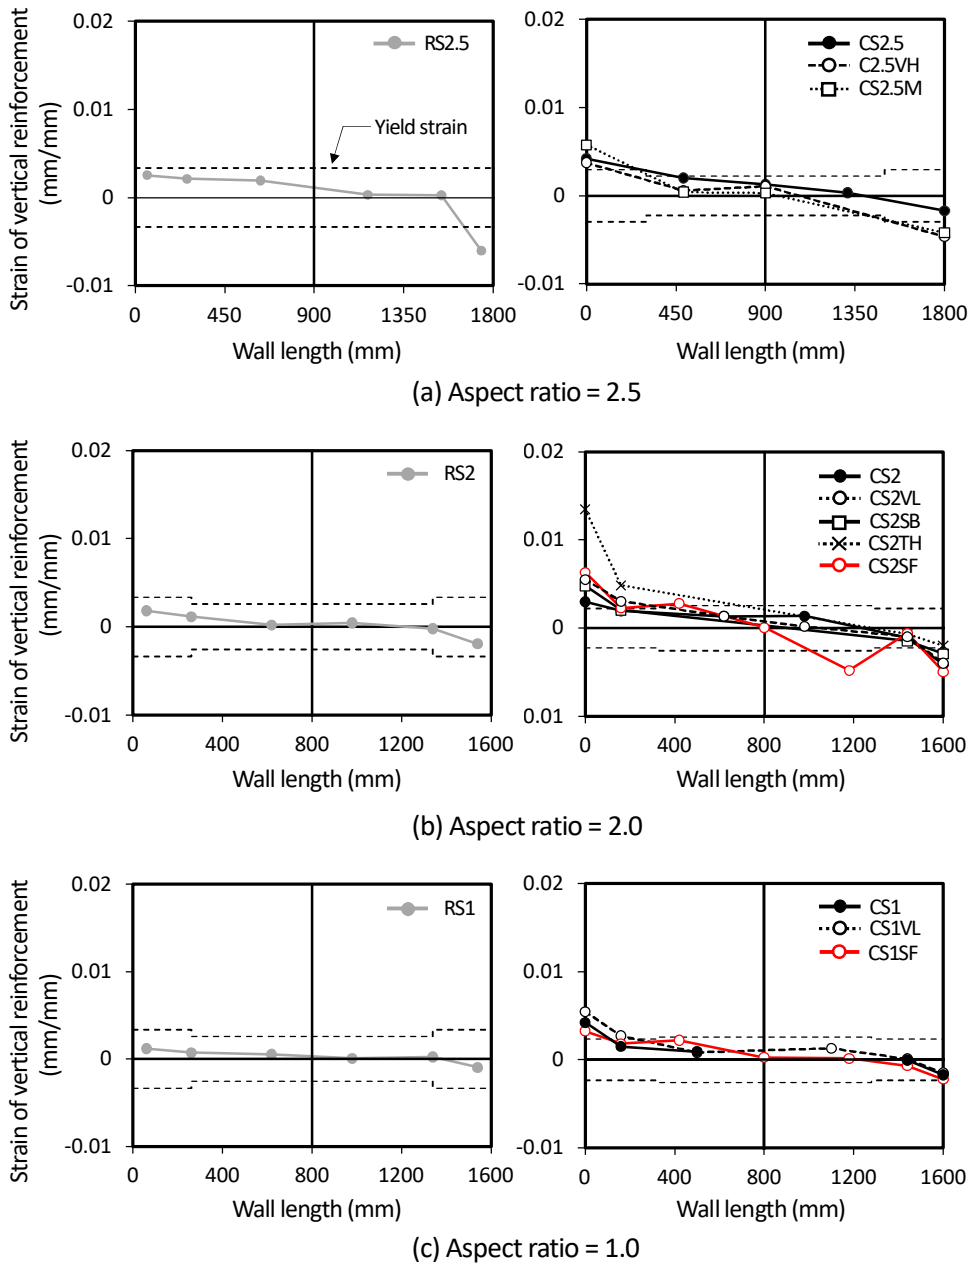 0.02
0.01
0
-0.01
Strain of vertical reinforcement
(mm/mm)
RS2.5
Yield strain
0 450 900 1350 1800
Wall length (mm)
0.02
0.01
0
-0.01
CS2.5
C2.5VH
CS2.5M
0 450 900 1350 1800
Wall length (mm)
(a) Aspect ratio = 2.5
0.02
0.01
0
-0.01
Strain of vertical reinforcement
(mm/mm)
RS2
0 400 800 1200 1600
Wall length (mm)
0.02
0.01
0
0.01
CS2
CS2VL
CS2SB
CS2TH
CS2SF
0 400 800 1200 1600
Wall length (mm)
(b) Aspect ratio = 2.0
0.02
0.01
0
-0.01
Strain of vertical reinforcement
(mm/mm)
RS1
0 400 800 1200 1600
Wall length (mm)
0.02
0.01
0
-0.01
CS1
CS1VL
CS1SF
0 400 800 1200 1600
Wall length (mm)
(c) Aspect ratio = 1.0